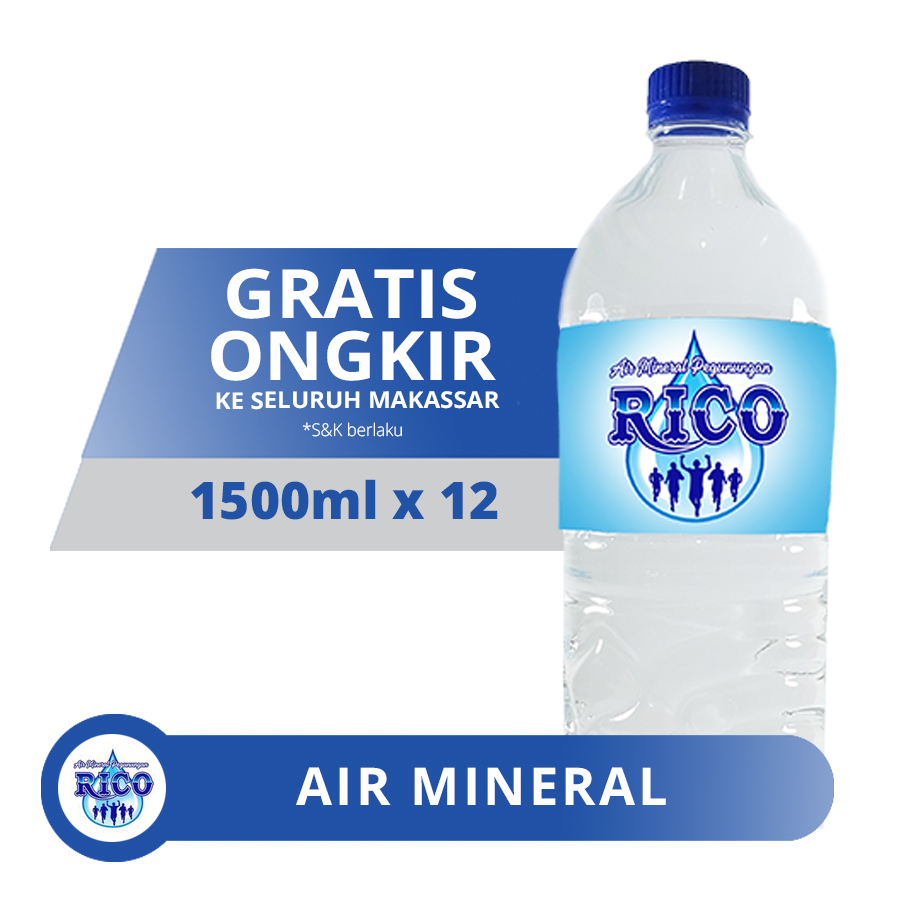 GRATIS
ONGKIR
KE SELURUH MAKASSAR
*S&K berlaku
1500ml x 12
Air Mineral Pegunungan
RICO
Air Mineral Pegunungan
RICO
AIR MINERAL